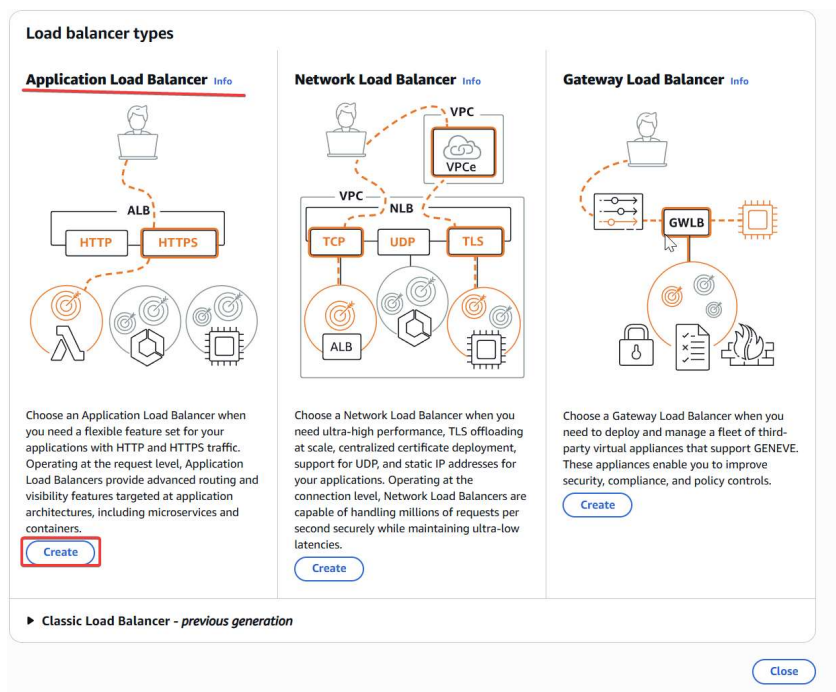 Load balancer types
Application Load Balancer Info
ALB
HTTP
HTTPS
Choose an Application Load Balancer when
you need a flexible feature set for your
applications with HTTP and HTTPS traffic.
Operating at the request level, Application
Load Balancers provide advanced routing and
visibility features targeted at application
architectures, including microservices and
containers.
Create
Network Load Balancer Info
VPC
VPCe
VPC
NLB
TCP
UDP
TLS
ALB
Choose a Network Load Balancer when you
need ultra-high performance, TLS offloading
at scale, centralized certificate deployment,
support for UDP, and static IP addresses for
your applications. Operating at the
connection level, Network Load Balancers are
capable of handling millions of requests per
second securely while maintaining ultra-low
latencies.
Create
Gateway Load Balancer Info
GWLB
Choose a Gateway Load Balancer when you
need to deploy and manage a fleet of third-
party virtual appliances that support GENEVE.
These appliances enable you to improve
security, compliance, and policy controls.
Create
Classic Load Balancer - previous generation
Close